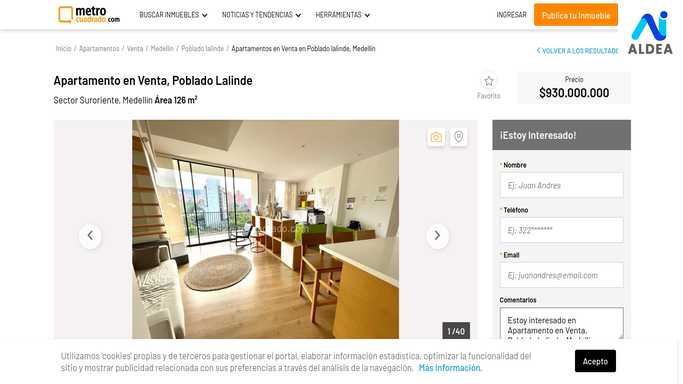 metro
cuadrado.com
BUSCAR INMUEBLES
NOTICIAS Y TENDENCIAS
HERRAMIENTAS
INGRESAR
Publica tu Inmueble
ALDEA
Inicio / Apartamentos / Venta / Medellin / Poblado lalinde / Apartamentos en Venta en Poblado lalinde, Medellin
VOLVER A LOS RESULTAD
Apartamento en Venta, Poblado Lalinde
Sector Suroriente, Medellin Área 126 m²
Favorito
Precio
$930.000.000
¡Estoy Interesado!
* Nombre
Ej: Juan Andres
* Teléfono
Ej: 322*******
* Email
Ej: juanandres@email.com
Comentarios
Estoy interesado en
Apartamento en Venta,
1 / 40
Utilizamos 'cookies' propias y de terceros para gestionar el portal, elaborar información estadística, optimizar la funcionalidad del
sitio y mostrar publicidad relacionada con sus preferencias a través del análisis de la navegación. Más información.
Acepto